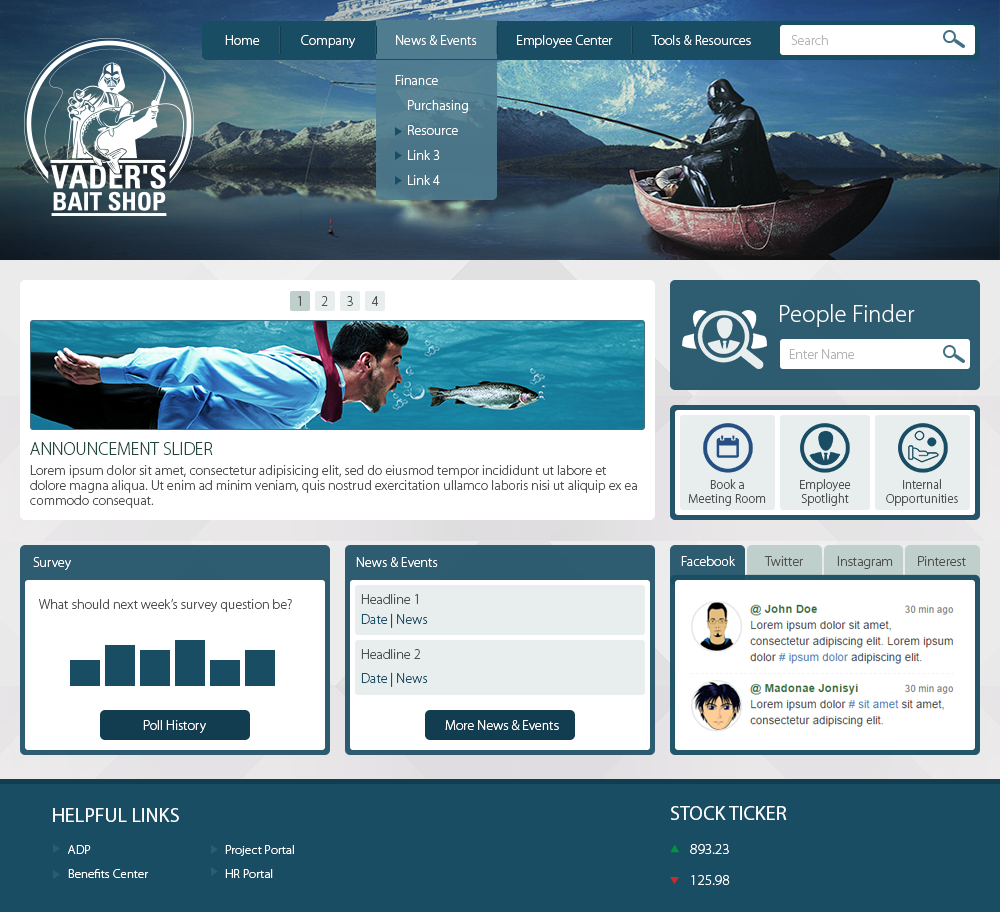 Home
Company
News & Events
Employee Center
Tools & Resources
Search
Finance
Purchasing
Resource
Link 3
Link 4
VADER'S
BAIT SHOP
1 2 3 4
ANNOUNCEMENT SLIDER
Lorem ipsum dolor sit amet, consectetur adipisicing elit, sed do eiusmod tempor incididunt ut labore et
dolore magna aliqua. Ut enim ad minim veniam, quis nostrud exercitation ullamco laboris nisi ut aliquip ex ea
commodo consequat.
People Finder
Enter Name
Book a
Meeting Room
Employee
Spotlight
Internal
Opportunities
Survey
What should next week’s survey question be?
Poll History
News & Events
Headline 1
Date | News
Headline 2
Date | News
More News & Events
Facebook
Twitter
Instagram
Pinterest
@ John Doe 30 min ago
Lorem ipsum dolor sit amet,
consectetur adipiscing elit. Lorem ipsum
dolor # ipsum dolor adipiscing elit.
@ Madonae Jonisyi 30 min ago
Lorem ipsum dolor # sit amet sit amet,
consectetur adipiscing elit.
HELPFUL LINKS
ADP
Benefits Center
Project Portal
HR Portal
STOCK TICKER
893.23
125.98